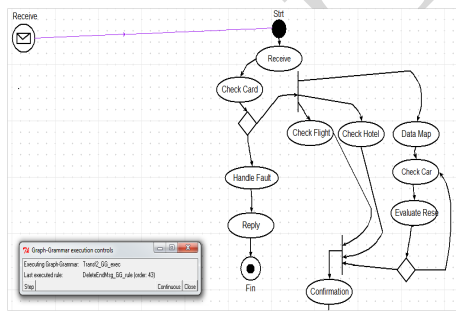 Receive
Strt
Receive
Check Card
Check Flight
Check Hotel
Data Map
Check Car
Handle Fault
Evaluate Rese
Reply
Fin
Confirmation
Graph-Grammar execution controls
Executing Graph-Grammar: Transf2_GG_exec
Last executed rule: DeleteEndMsg_GG_rule (order: 43)
Step Continuous Close